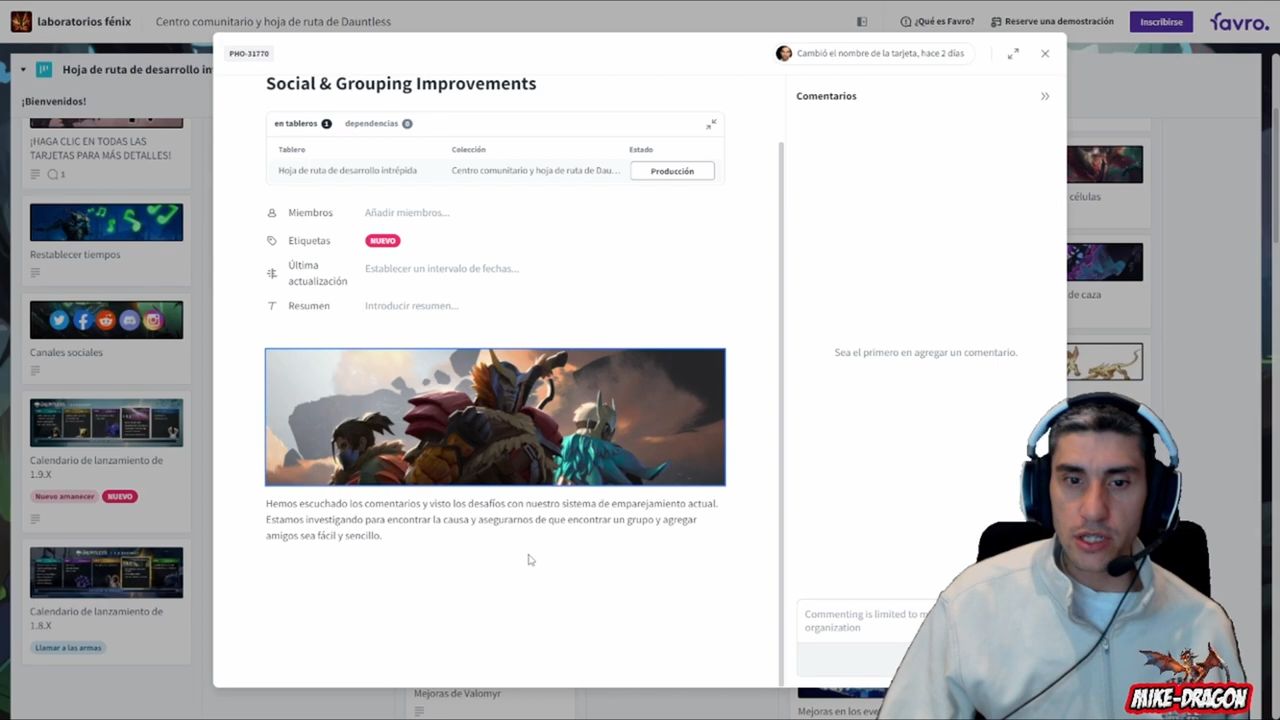 laboratorios fénix
Centro comunitario y hoja de ruta de Dauntless
¿Qué es Favro?
Reserve una demostración
Inscribirse
favro.
Hoja de ruta de desarrollo in
¡Bienvenidos!
¡HAGA CLIC EN TODAS LAS
TARJETAS PARA MÁS DETALLES!
1
Restablecer tiempos
Canales sociales
Calendario de lanzamiento de
1.9.X
Nuevo amanecer
NUEVO
Calendario de lanzamiento de
1.8.X
Llamar a las armas
PHO-31770
Cambió el nombre de la tarjeta, hace 2 días
Social & Grouping Improvements
en tableros 1
dependencias 0
Tablero
Colección
Estado
Hoja de ruta de desarrollo intrépida
Centro comunitario y hoja de ruta de Dau...
Producción
Miembros
Añadir miembros...
Etiquetas
NUEVO
Última
actualización
Establecer un intervalo de fechas...
Resumen
Introducir resumen...
Hemos escuchado los comentarios y visto los desafíos con nuestro sistema de emparejamiento actual.
Estamos investigando para encontrar la causa y asegurarnos de que encontrar un grupo y agregar
amigos sea fácil y sencillo.
Comentarios
Sea el primero en agregar un comentario.
Commenting is limited to m
organization
células
de caza
Mejoras de Valomyr
Mejoras en los eve
MIKE-DRAGON